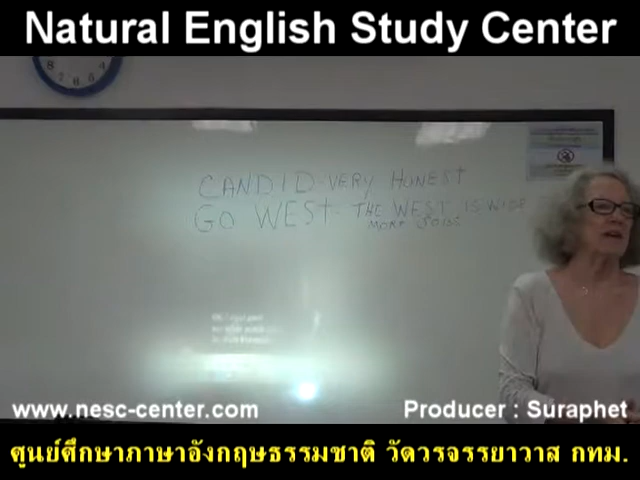 Natural English Study Center
CANDID-VERY HONEST
GO WEST- THE WEST IS
MORE JOBS
www.nesc-center.com
Producer : Suraphet
ศูนย์ศึกษาภาษาอังกฤษธรรมชาติ วัดวรจรรยาวาส กทม.